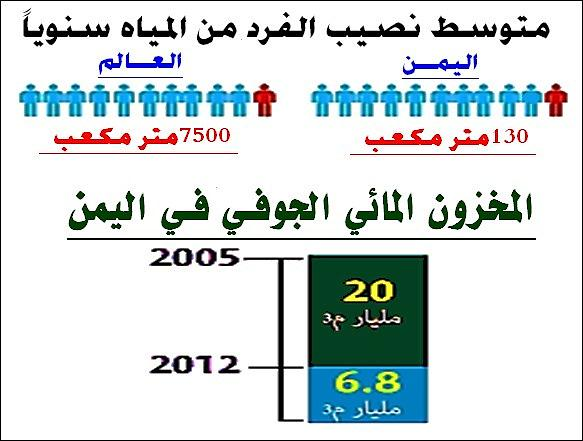 متوسط نصيب الفرد من المياه سنوياً
اليمن
العالم
130متر مكعب
7500متر مكعب
المخزون المائي الجوفي في اليمن
2005
20
مليار م3
2012
6.8
مليار م3